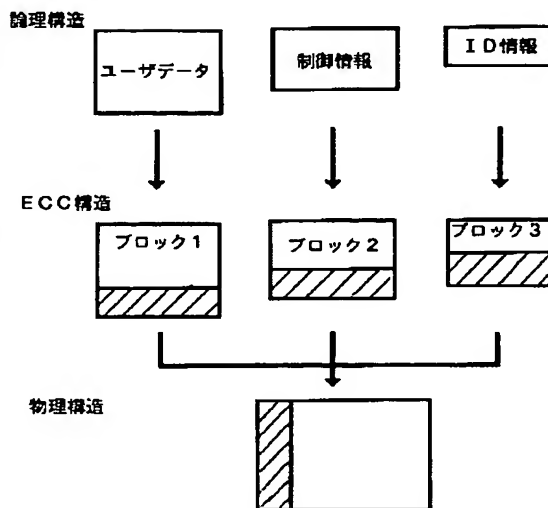 論理構造
ユーザデータ
制御情報
ID情報
ECC構造
ブロック1
ブロック2
ブロック3
物理構造